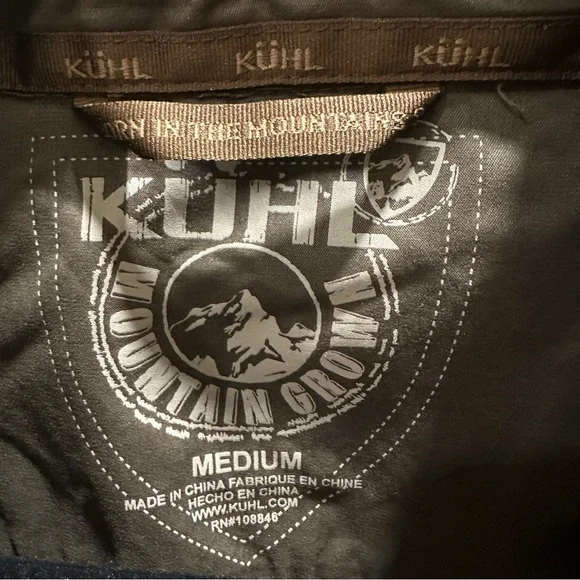 KÜHL KÜHL KÜHL
ORN IN THE MOUNTAINS
KÜHL
MOUNTAIN GROWN
MEDIUM
MADE IN CHINA FABRIQUE EN CHINE
HECHO EN CHINA
WWW.KUHL.COM
RN#108846